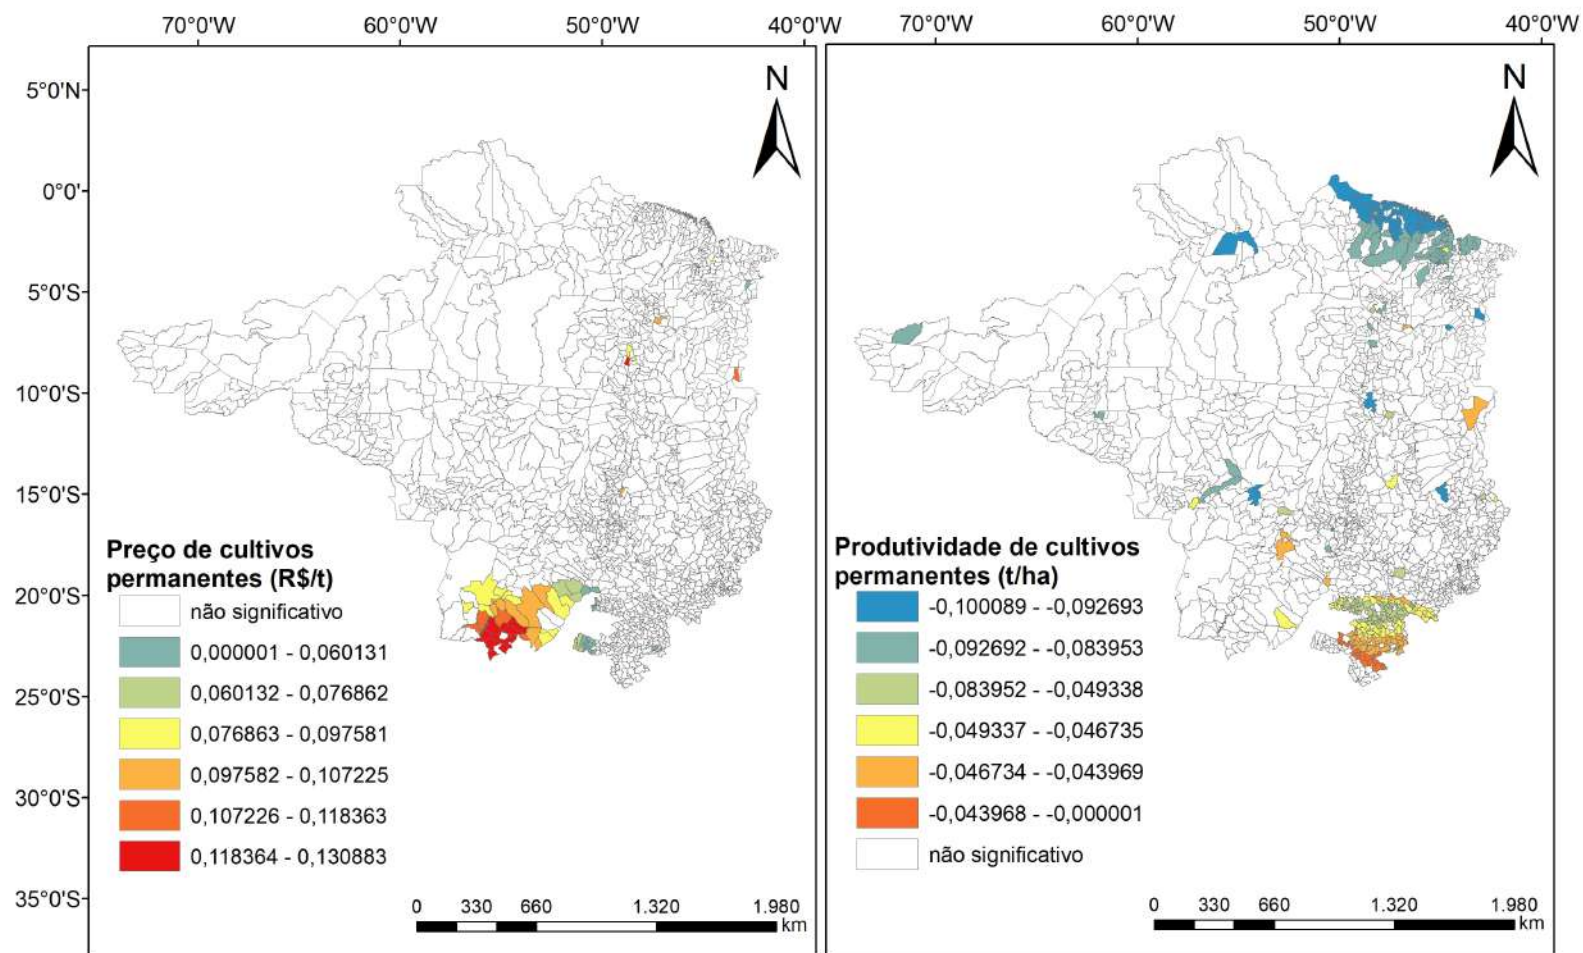 70°0'W 60°0'W 50°0'W 40°0'W
N
5°0'N
0°0'
5°0'S
10°0'S
15°0'S
20°0'S
25°0'S
30°0'S
35°0'S
Preço de cultivos
permanentes (R$/t)
não significativo
0,000001 - 0,060131
0,060132 - 0,076862
0,076863 - 0,097581
0,097582 - 0,107225
0,107226 - 0,118363
0,118364 - 0,130883
0 330 660 1.320 1.980
km
70°0'W 60°0'W 50°0'W 40°0'W
N
Produtividade de cultivos
permanentes (t/ha)
-0,100089 - -0,092693
-0,092692 - -0,083953
-0,083952 - -0,049338
-0,049337 - -0,046735
-0,046734 - -0,043969
-0,043968 - -0,000001
não significativo
0 330 660 1.320 1.980
km